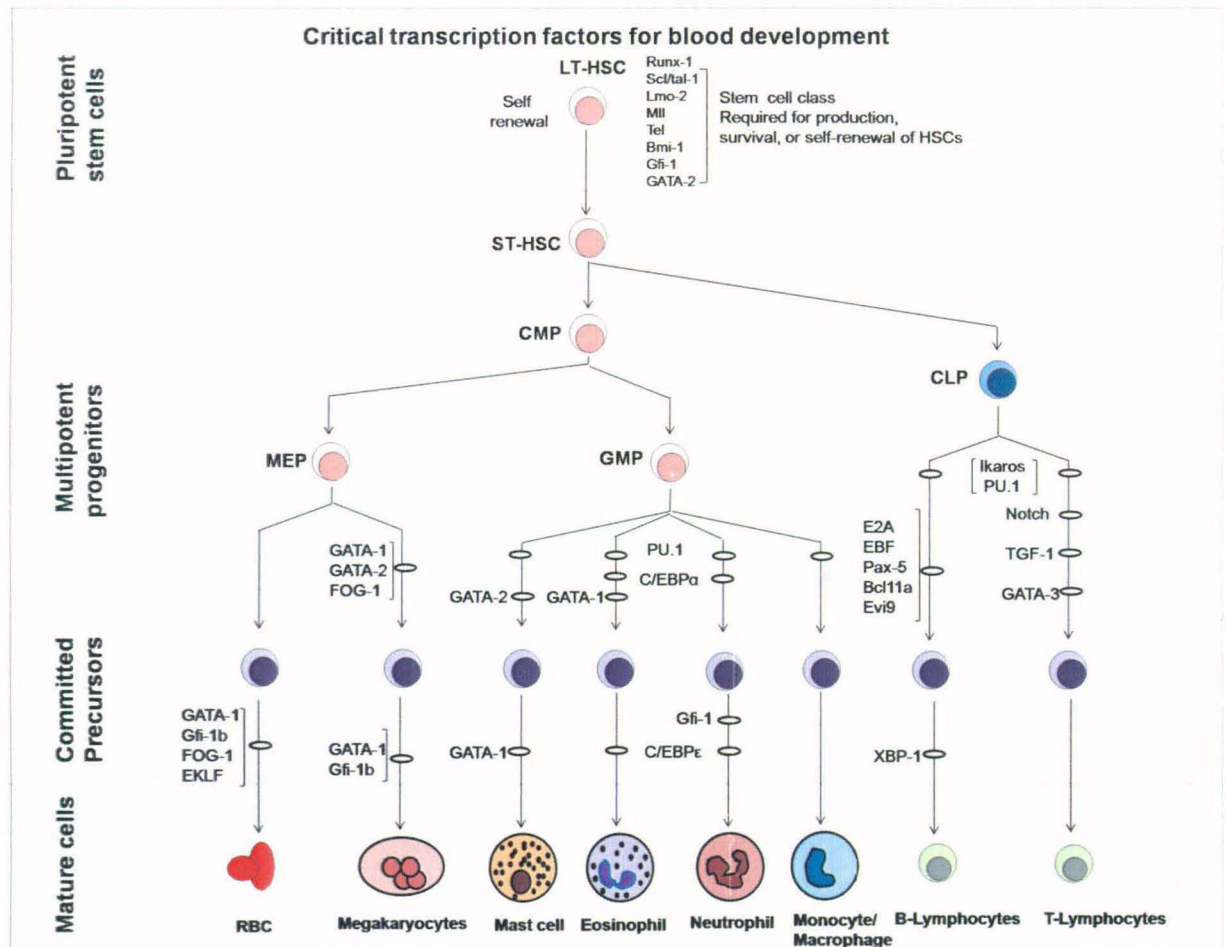 Critical transcription factors for blood development
Pluripotent
stem cells
LT-HSC
Self
renewal
Runx-1
Scl/tal-1
Lmo-2
Mll
Tel
Bmi-1
Gfi-1
GATA-2
Stem cell class
Required for production,
survival, or self-renewal of HSCs
ST-HSC
CMP
CLP
Multipotent
progenitors
MEP
GMP
GATA-1
GATA-2
FOG-1
GATA-2
GATA-1
PU.1
C/EBPα
E2A
EBF
Pax-5
Bcl11a
Evi9
Ikaros
PU.1
Notch
TGF-1
GATA-3
Committed
Precursors
GATA-1
Gfi-1b
FOG-1
EKLF
GATA-1
Gfi-1b
GATA-1
Gfi-1
C/EBPε
XBP-1
Mature cells
RBC
Megakaryocytes
Mast cell
Eosinophil
Neutrophil
Monocyte/
Macrophage
B-Lymphocytes
T-Lymphocytes